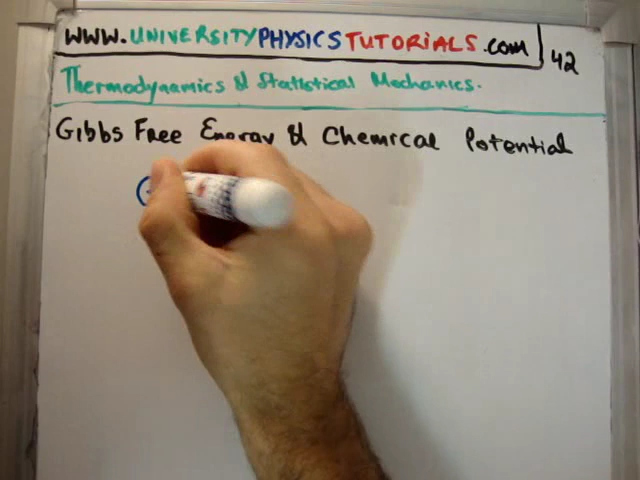 WWW.UNIVERSITYPHYSICSTUTORIALS.COM 42
Thermodynamics & Statistical Mechanics.
Gibbs Free Energy & Chemical Potential